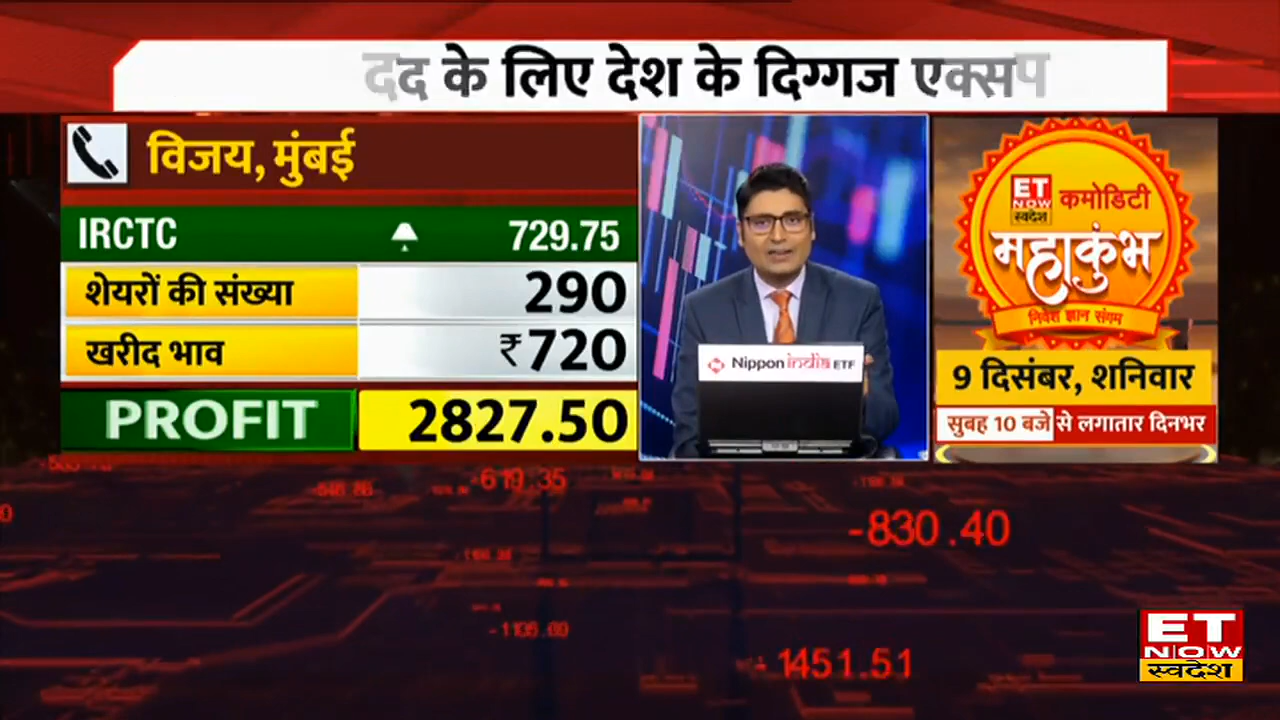 के लिए देश के दिग्गज
विजय, मुंबई
IRCTC 729.75
शेयरों की संख्या 290
खरीद भाव ₹720
PROFIT 2827.50
Nippon india ETF
ET NOW स्वदेश कमोडिटी
महाकुंभ
निवेश ज्ञान संगम
9 दिसंबर, शनिवार
सुबह 10 बजे से लगातार दिनभर
-619.35
-830.40
-1451.51
ET
NOW
स्वदेश